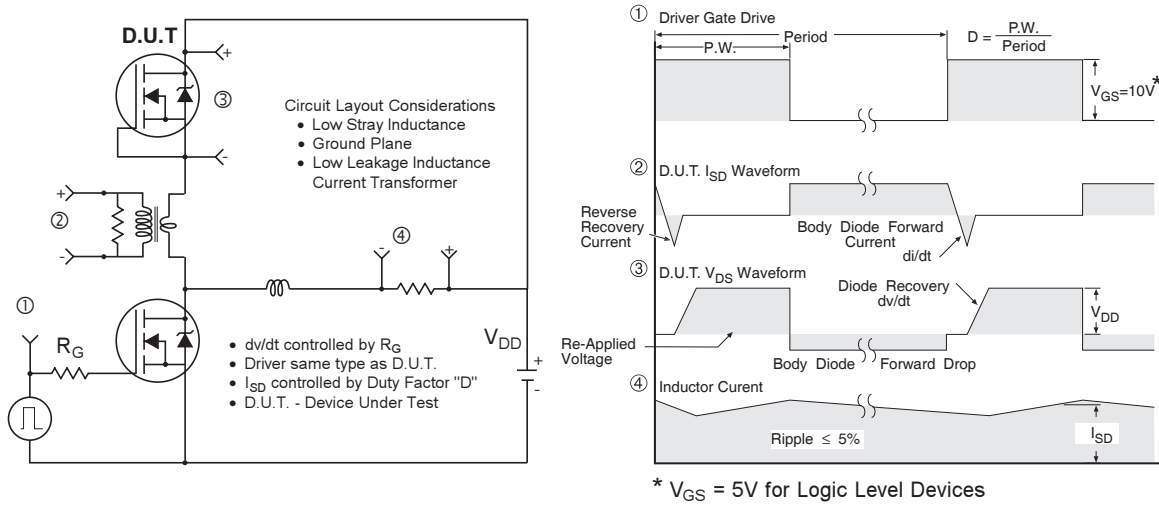 D.U.T
+
③
-
Circuit Layout Considerations
• Low Stray Inductance
• Ground Plane
• Low Leakage Inductance
Current Transformer
+
②
-
④
-
+
①
R_G
• dv/dt controlled by R_G
• Driver same type as D.U.T.
• I_SD controlled by Duty Factor "D"
• D.U.T. - Device Under Test
V_DD
+
-
① Driver Gate Drive
P.W.
Period
D = P.W.
Period
V_GS=10V*
② D.U.T. I_SD Waveform
Reverse
Recovery
Current
Body Diode Forward
Current
di/dt
③ D.U.T. V_DS Waveform
Diode Recovery
dv/dt
V_DD
Re-Applied
Voltage
Body Diode Forward Drop
④ Inductor Curent
Ripple ≤ 5%
I_SD
* V_GS = 5V for Logic Level Devices